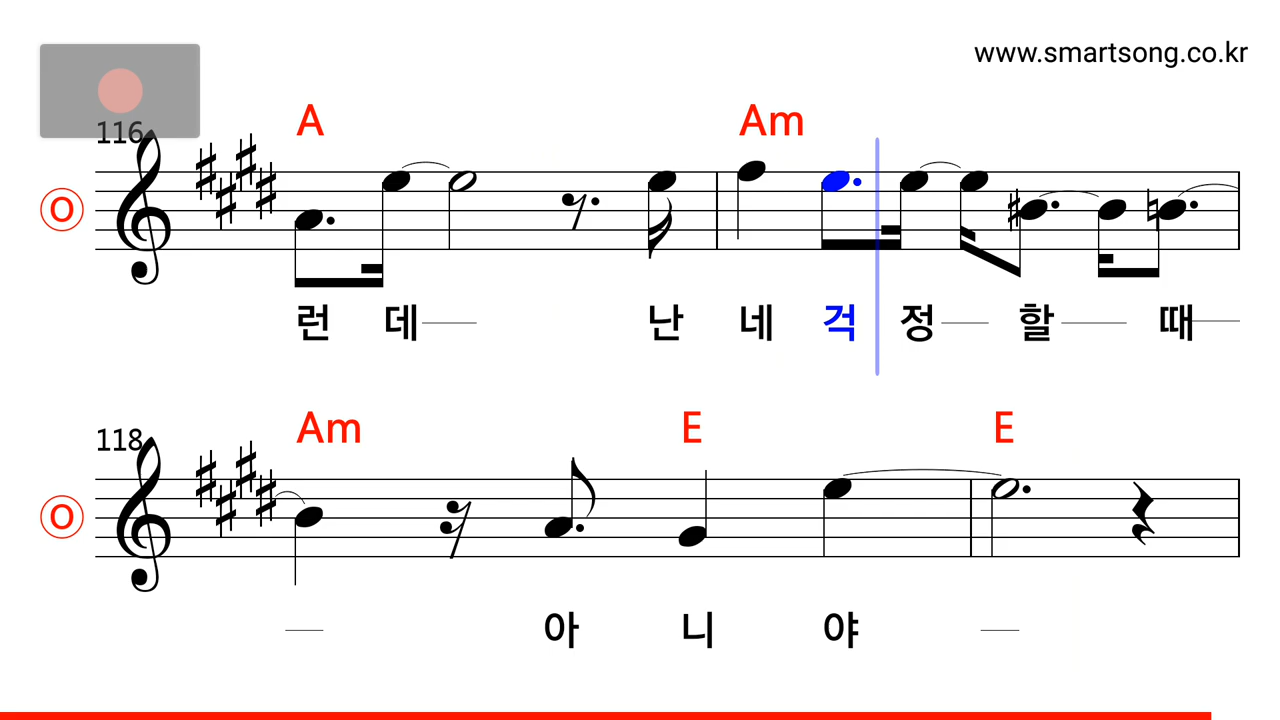 www.smartsong.co.kr
116
A Am
O
런 데 난 네 걱 정 할 때
118
Am E E
O
아 니 야